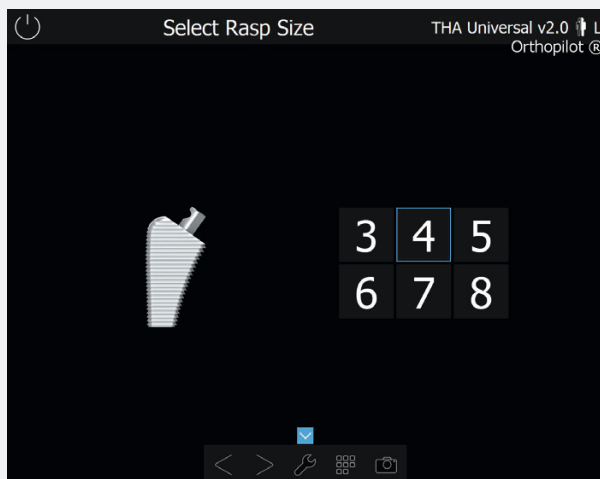 Select Rasp Size
THA Universal v2.0 L
Orthopilot ®
3 4 5
6 7 8